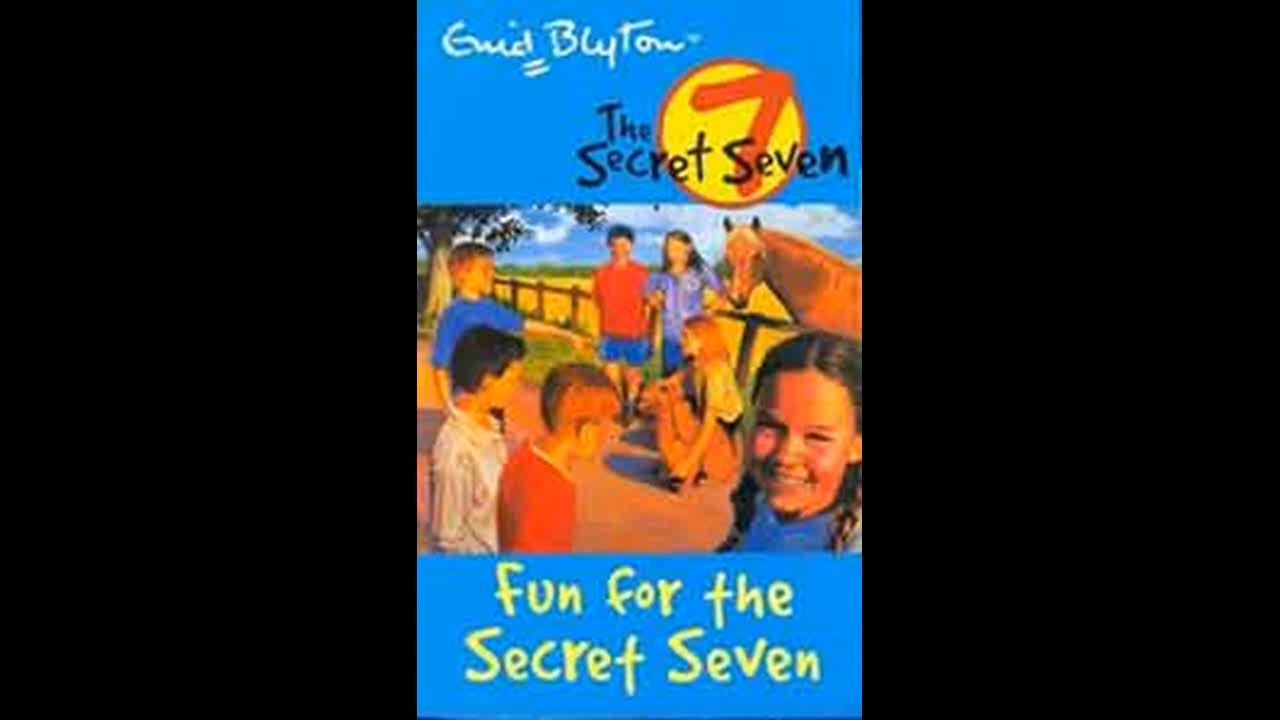 Enid Blyton
7
The
Secret Seven
Fun for the
Secret Seven